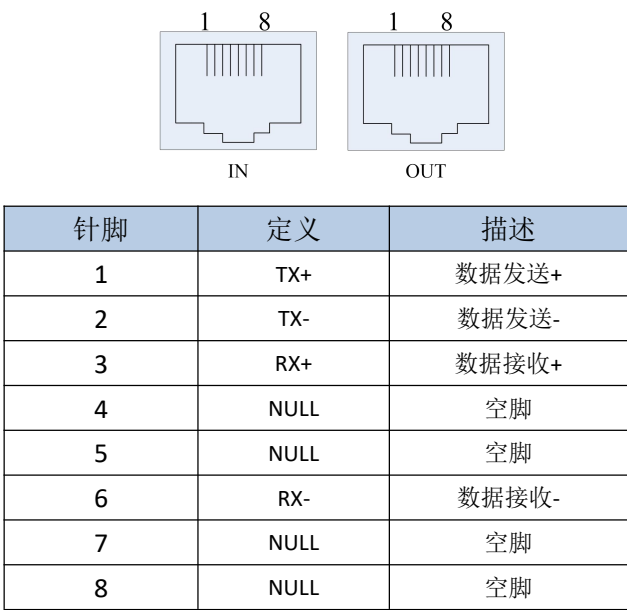 1 8 1 8
IN OUT
针脚 定义 描述
1 TX+ 数据发送+
2 TX- 数据发送-
3 RX+ 数据接收+
4 NULL 空脚
5 NULL 空脚
6 RX- 数据接收-
7 NULL 空脚
8 NULL 空脚